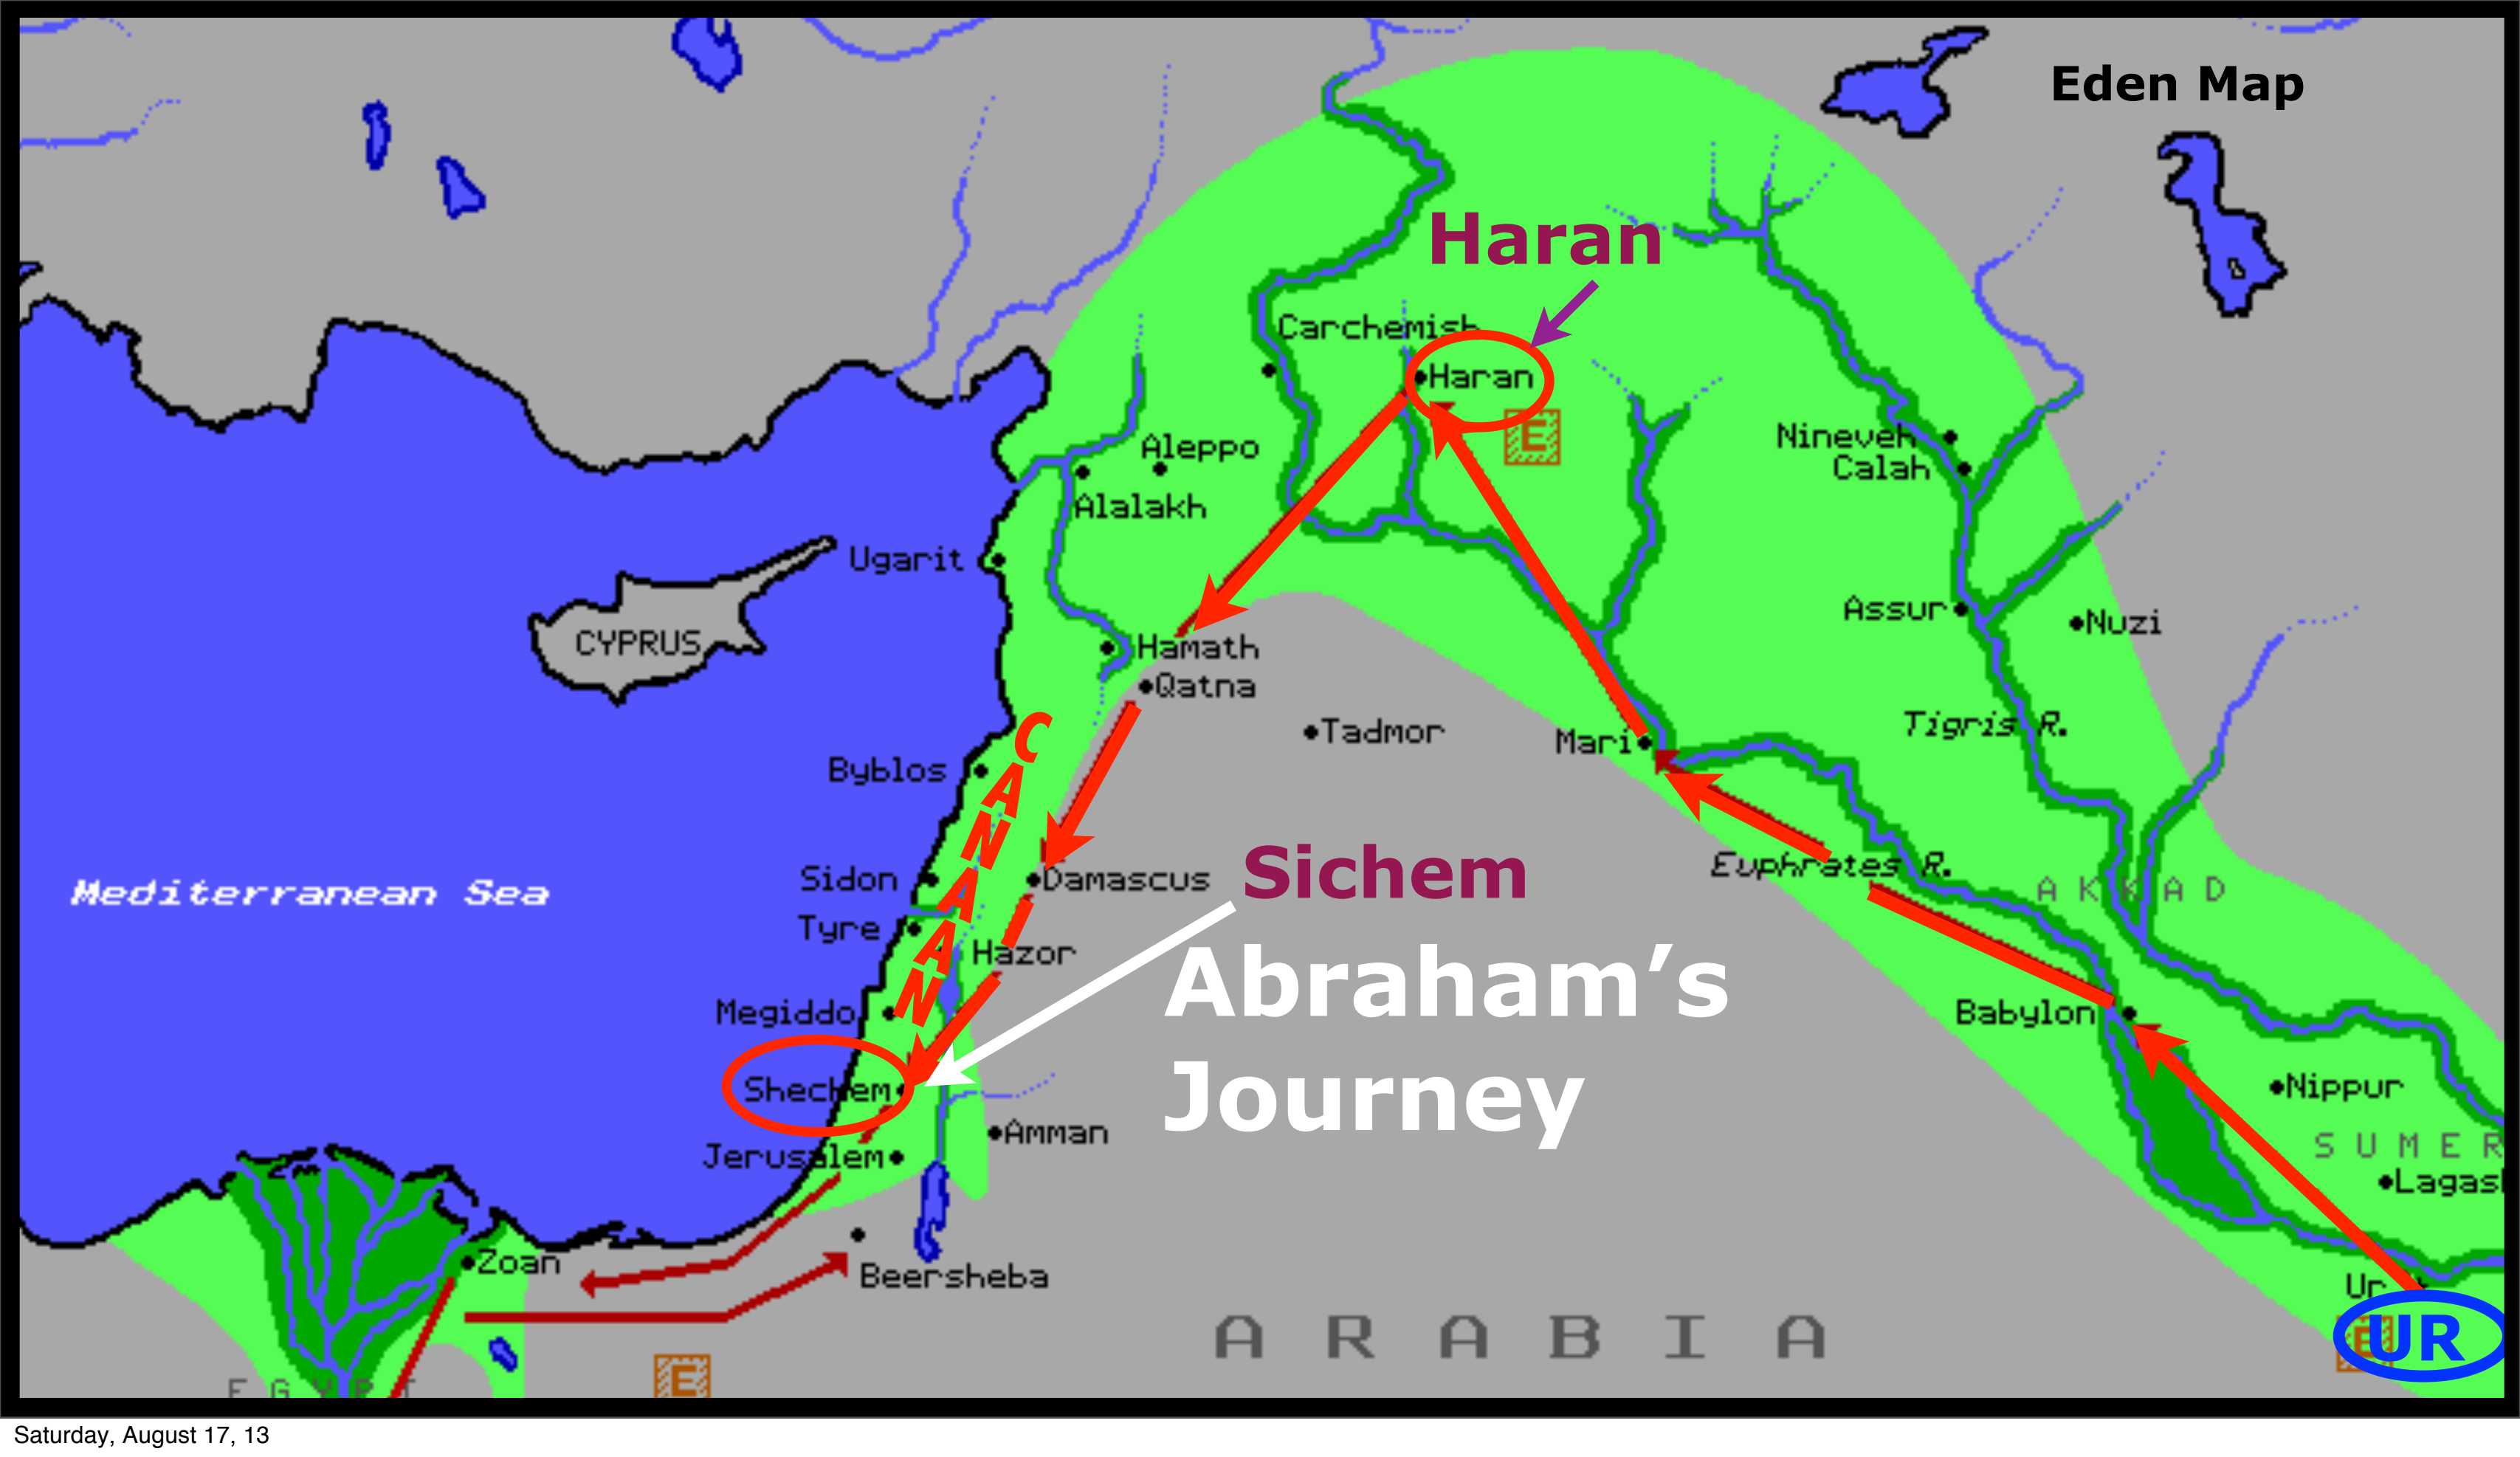 Eden Map
Haran
Carchemish
Haran
E
Nineveh
Calah
Aleppo
Alalakh
Ugarit
Assur
Nuzi
CYPRUS
Hamath
Qatna
Tadmor
Mari
Tigris R.
CANAAN
Byblos
Sichem
Euphrates R.
AKKAD
Sidon
Damascus
Mediterranean Sea
Tyre
Hazor
Abraham’s
Journey
Megiddo
Babylon
Shechem
Nippur
Amman
Jerusalem
SUMER
Lagash
Zoan
Beersheba
Ur
ARABIA
UR
E
EGYPT
E
Saturday, August 17, 13